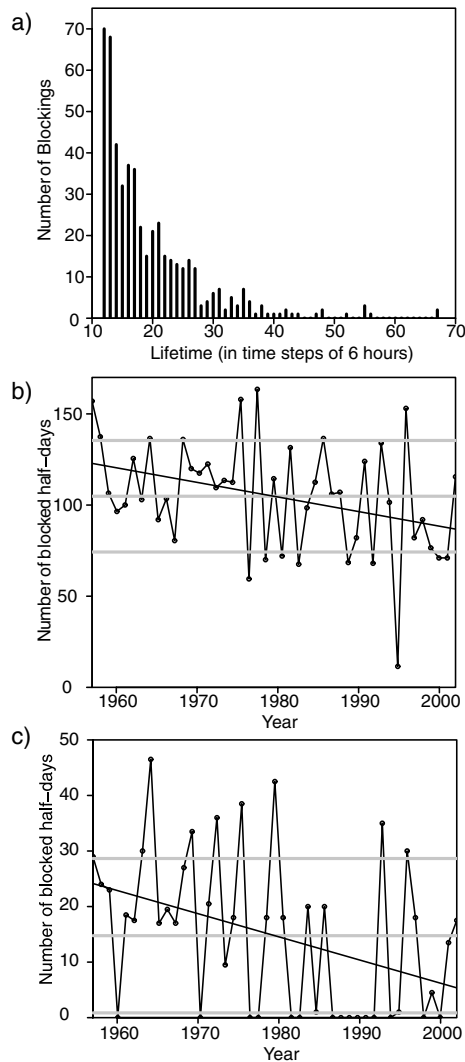 a)
70
60
50
40
30
20
10
0
Number of Blockings
10 20 30 40 50 60 70
Lifetime (in time steps of 6 hours)
b)
150
100
50
0
Number of blocked half−days
1960 1970 1980 1990 2000
Year
c)
50
40
30
20
10
0
Number of blocked half−days
1960 1970 1980 1990 2000
Year